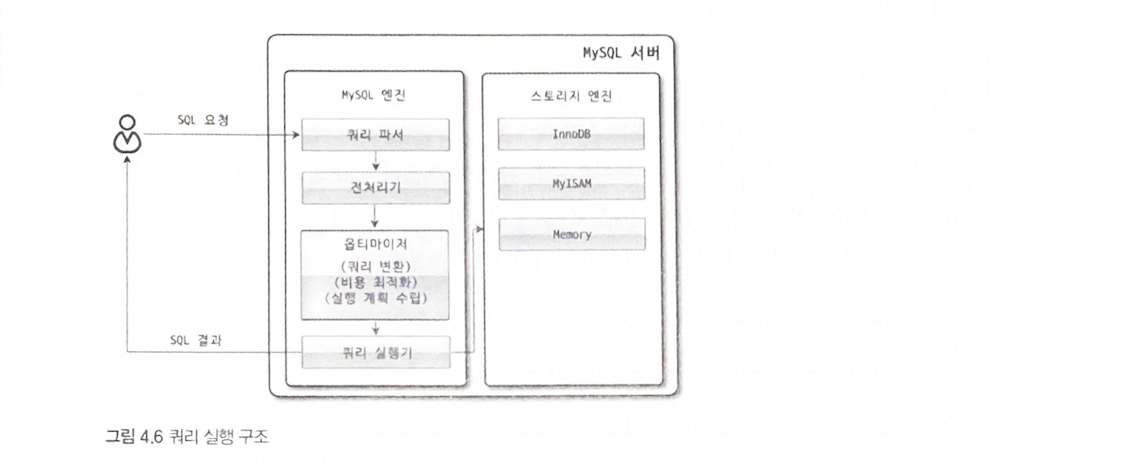 MySQL 서버
MySQL 엔진
스토리지 엔진
SQL 요청
쿼리 파서
InnoDB
전처리기
MyISAM
Memory
옵티마이저
(쿼리 변환)
(비용 최적화)
(실행 계획 수립)
SQL 결과
쿼리 실행기
그림 4.6 쿼리 실행 구조